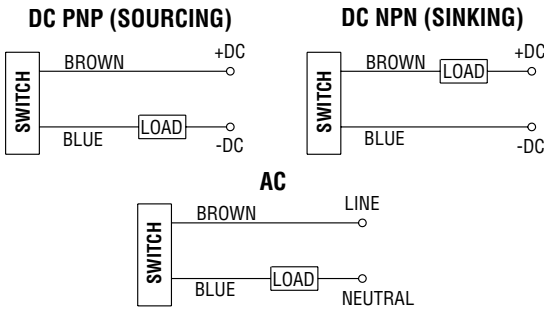 DC PNP (SOURCING)
SWITCH
BROWN
+DC
BLUE
LOAD
-DC
DC NPN (SINKING)
SWITCH
BROWN
LOAD
+DC
BLUE
-DC
AC
SWITCH
BROWN
LINE
BLUE
LOAD
NEUTRAL